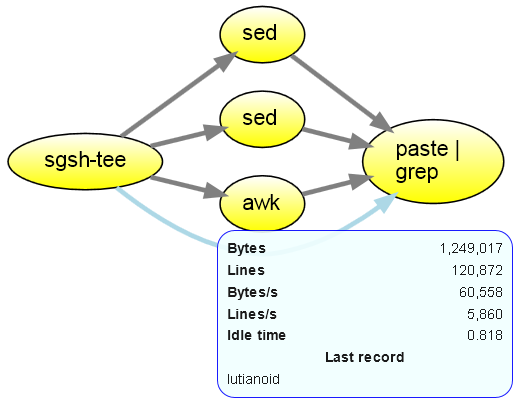 sed
sed
sgsh-tee
paste |
grep
awk
Bytes 1,249,017
Lines 120,872
Bytes/s 60,558
Lines/s 5,860
Idle time 0.818
Last record
lutianoid